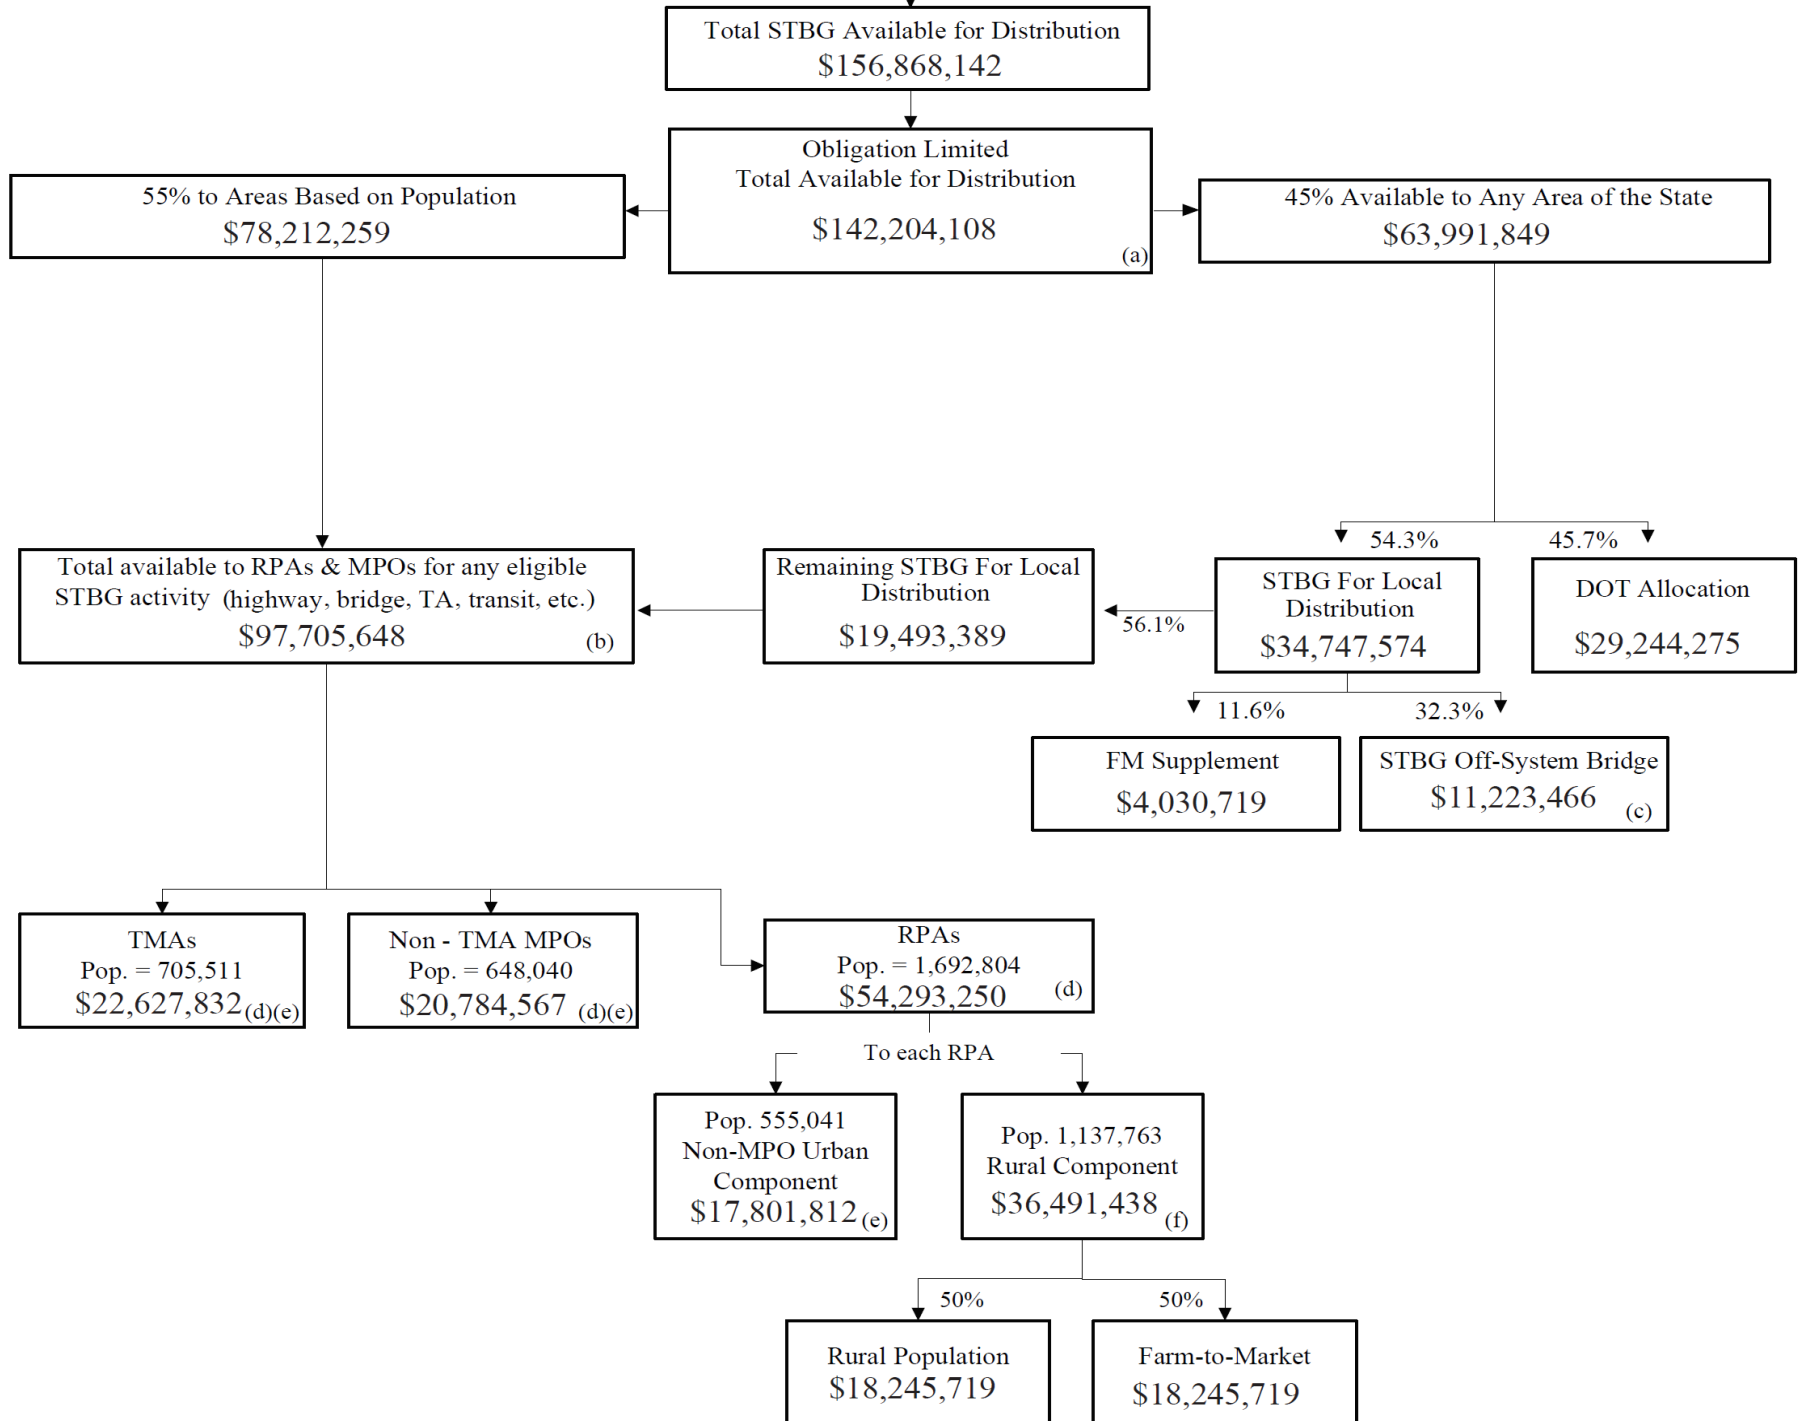 Total STBG Available for Distribution
$156,868,142
Obligation Limited
Total Available for Distribution
$142,204,108
(a)
55% to Areas Based on Population
$78,212,259
45% Available to Any Area of the State
$63,991,849
54.3%
45.7%
Total available to RPAs & MPOs for any eligible
STBG activity (highway, bridge, TA, transit, etc.)
$97,705,648
(b)
Remaining STBG For Local
Distribution
$19,493,389
56.1%
STBG For Local
Distribution
$34,747,574
DOT Allocation
$29,244,275
11.6%
32.3%
FM Supplement
$4,030,719
STBG Off-System Bridge
$11,223,466
(c)
TMAs
Pop. = 705,511
$22,627,832 (d)(e)
Non - TMA MPOs
Pop. = 648,040
$20,784,567 (d)(e)
RPAs
Pop. = 1,692,804
$54,293,250
(d)
To each RPA
Pop. 555,041
Non-MPO Urban
Component
$17,801,812 (e)
Pop. 1,137,763
Rural Component
$36,491,438 (f)
50%
50%
Rural Population
$18,245,719
Farm-to-Market
$18,245,719